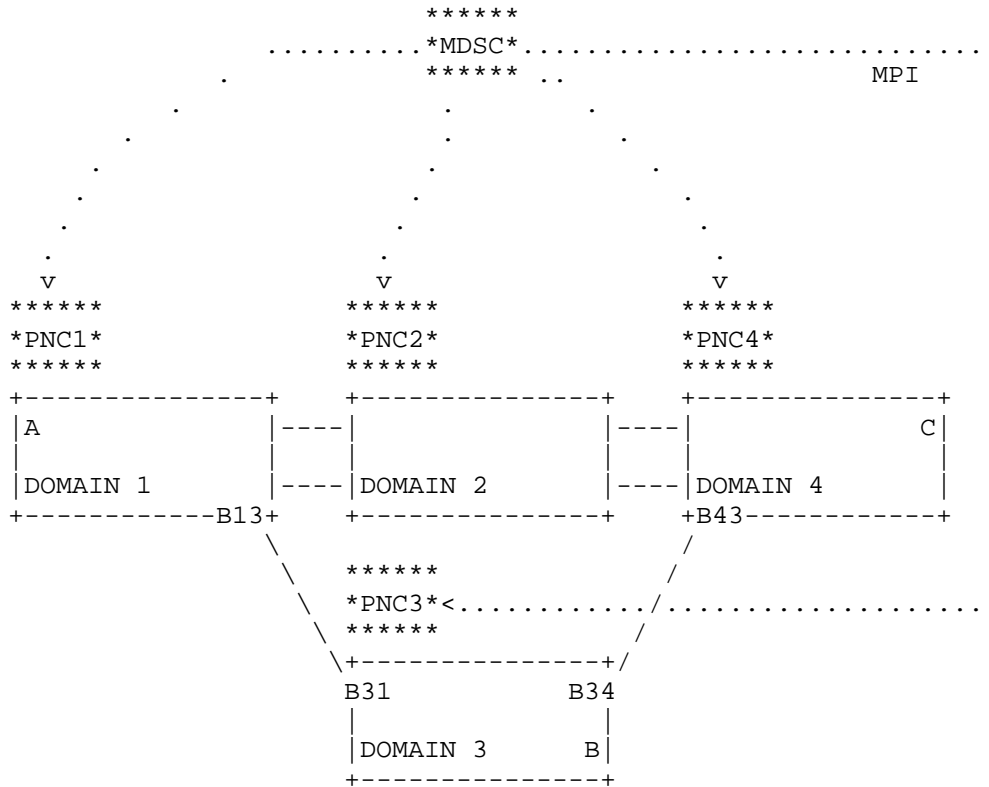 ******
..........*MDSC*.............................
. ****** .. MPI
. . .
. . .
. . .
. . .
. . .
. . .
v v v
****** ****** ******
*PNC1* *PNC2* *PNC4*
****** ****** ******
+---------------+ +---------------+ +---------------+
|A |----| |----| C|
| | | | | |
|DOMAIN 1 |----|DOMAIN 2 |----|DOMAIN 4 |
+------------B13+ +---------------+ +B43------------+
\ /
\ ****** /
\ *PNC3*<............/....................
\ ****** /
\+---------------+/
B31 B34
| |
|DOMAIN 3 B|
+---------------+